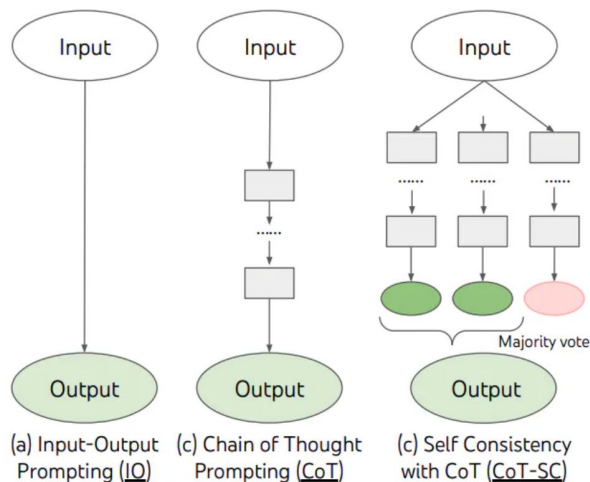 Input
Input
Input
......
......
......
......
Majority vote
Output
Output
Output
(a) Input-Output
Prompting (IO)
(c) Chain of Thought
Prompting (CoT)
(c) Self Consistency
with CoT (CoT-SC)